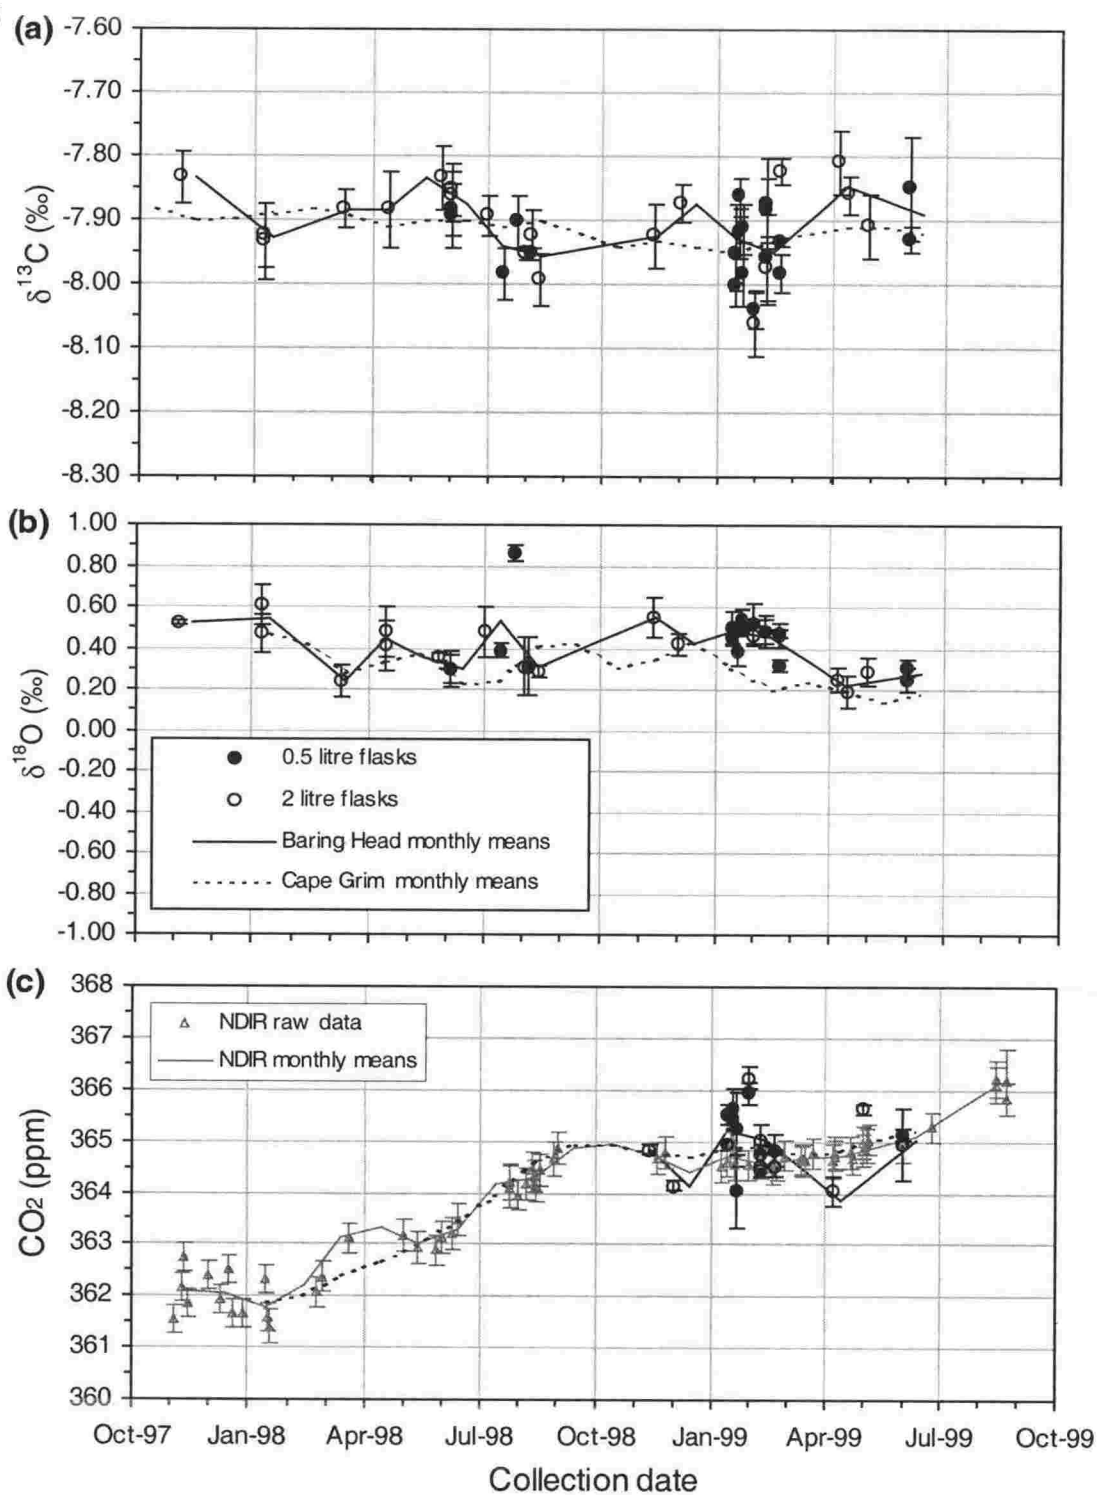 (a)
-7.60
-7.70
-7.80
-7.90
-8.00
-8.10
-8.20
-8.30
δ¹³C (‰)
(b)
1.00
0.80
0.60
0.40
0.20
0.00
-0.20
-0.40
-0.60
-0.80
-1.00
δ¹⁸O (‰)
0.5 litre flasks
2 litre flasks
Baring Head monthly means
Cape Grim monthly means
(c)
368
367
366
365
364
363
362
361
360
CO₂ (ppm)
NDIR raw data
NDIR monthly means
Oct-97 Jan-98 Apr-98 Jul-98 Oct-98 Jan-99 Apr-99 Jul-99 Oct-99
Collection date